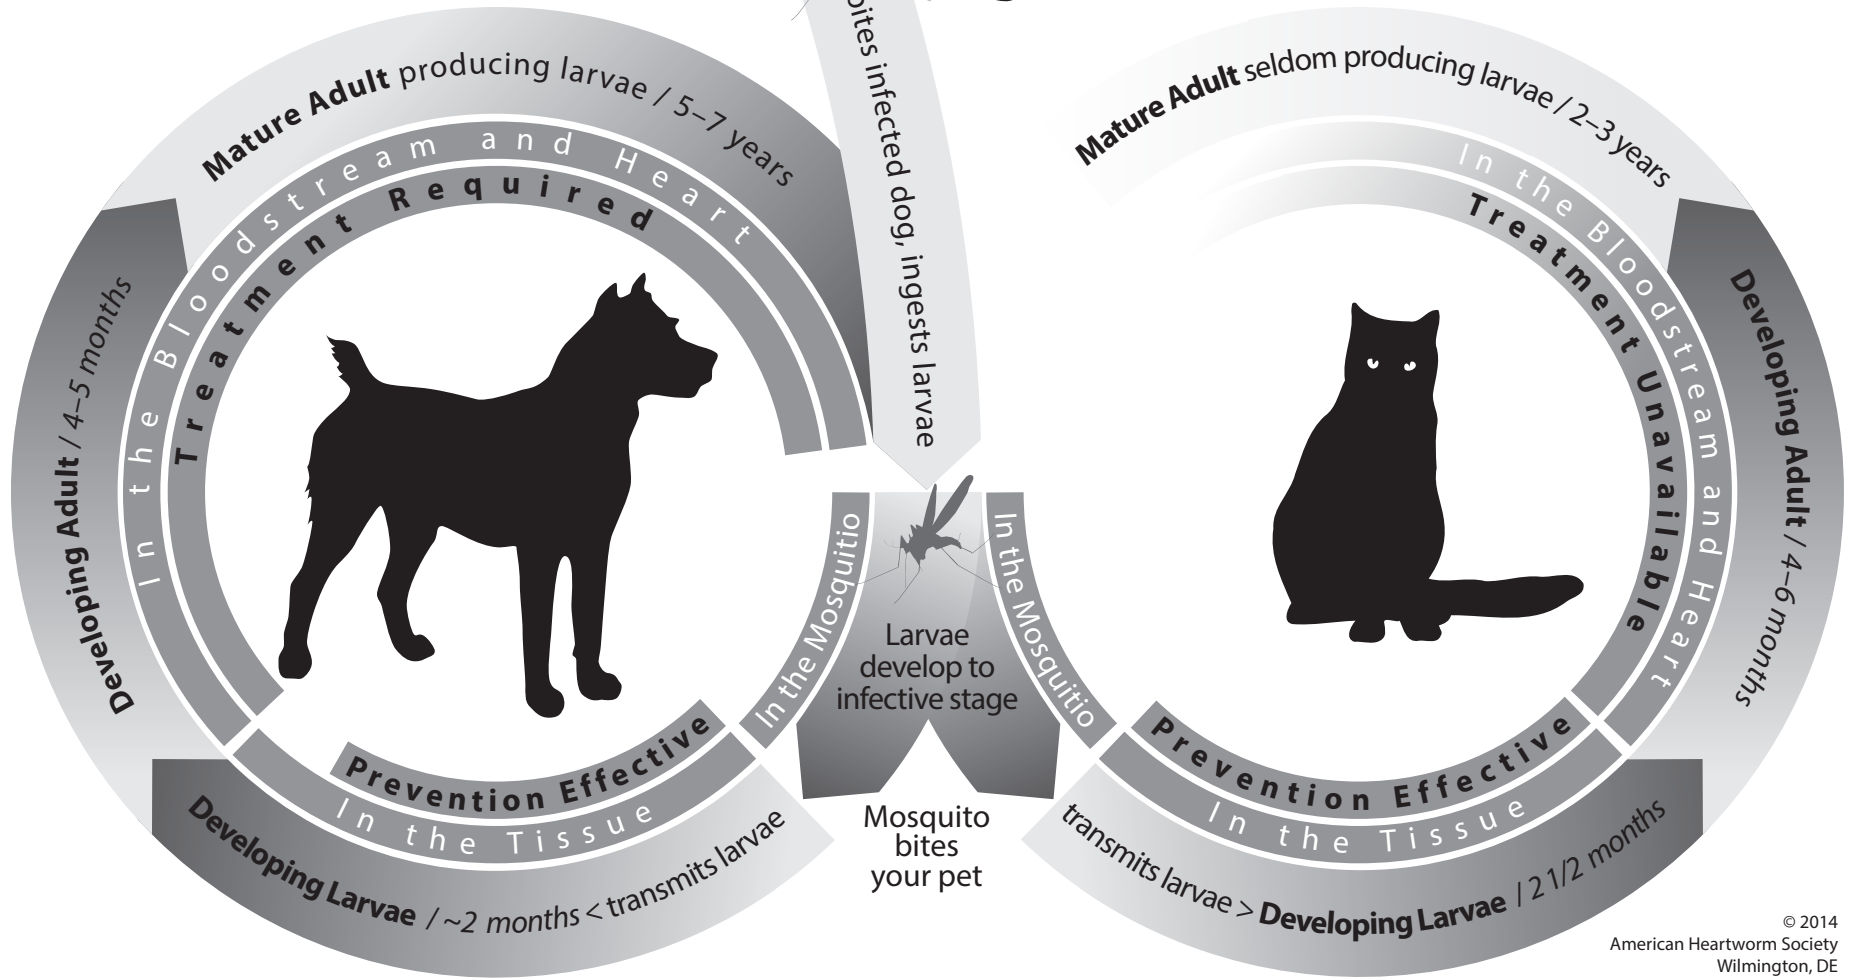 bites infected dog, ingests larvae
Mature Adult producing larvae / 5–7 years
In the Bloodstream and Heart
Treatment Required
Developing Adult / 4–5 months
Prevention Effective
In the Tissue
Developing Larvae / ~2 months < transmits larvae
In the Mosquitio
Larvae
develop to
infective stage
In the Mosquitio
Mosquito
bites
your pet
Mature Adult seldom producing larvae / 2–3 years
In the Bloodstream and Heart
Treatment Unavailable
Developing Adult / 4–6 months
Prevention Effective
In the Tissue
transmits larvae > Developing Larvae / 2 1/2 months
© 2014
American Heartworm Society
Wilmington, DE